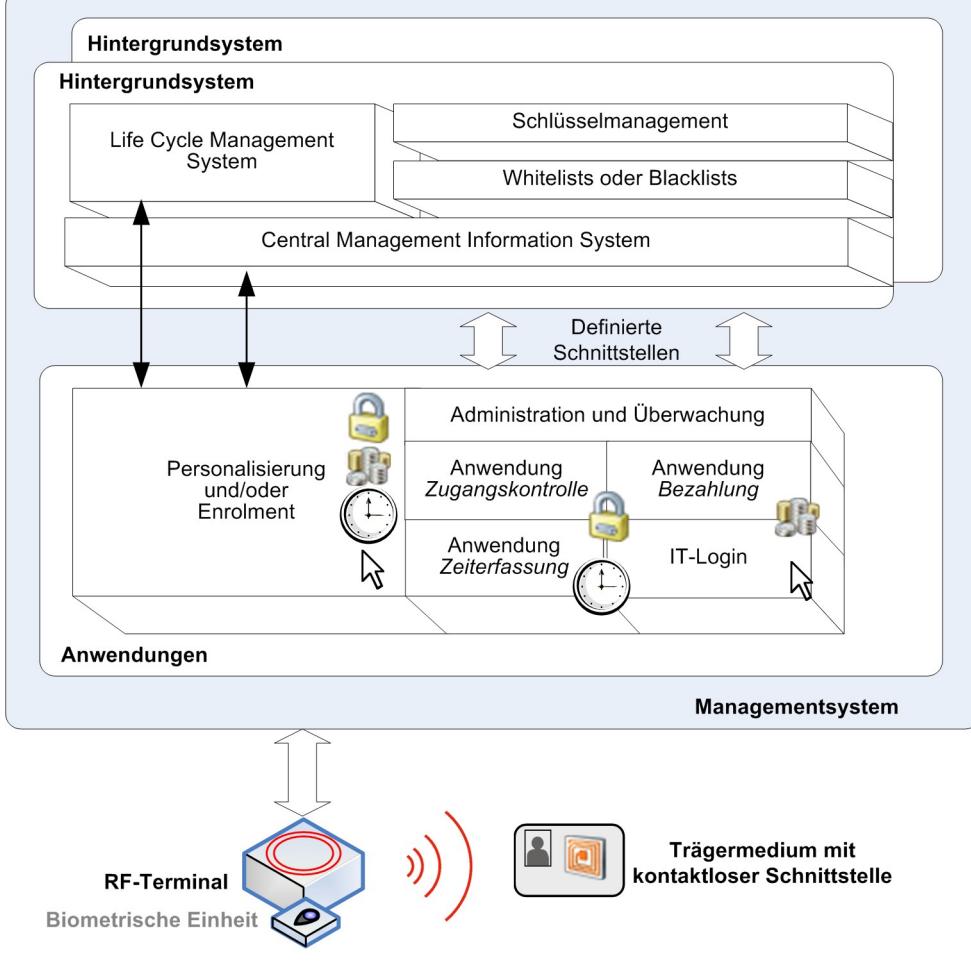 Hintergrundsystem
Hintergrundsystem
Life Cycle Management
System
Schlüsselmanagement
Whitelists oder Blacklists
Central Management Information System
Definierte
Schnittstellen
Personalisierung
und/oder
Enrolment
Administration und Überwachung
Anwendung
Zugangskontrolle
Anwendung
Bezahlung
Anwendung
Zeiterfassung
IT-Login
Anwendungen
Managementsystem
RF-Terminal
Biometrische Einheit
Trägermedium mit
kontaktloser Schnittstelle